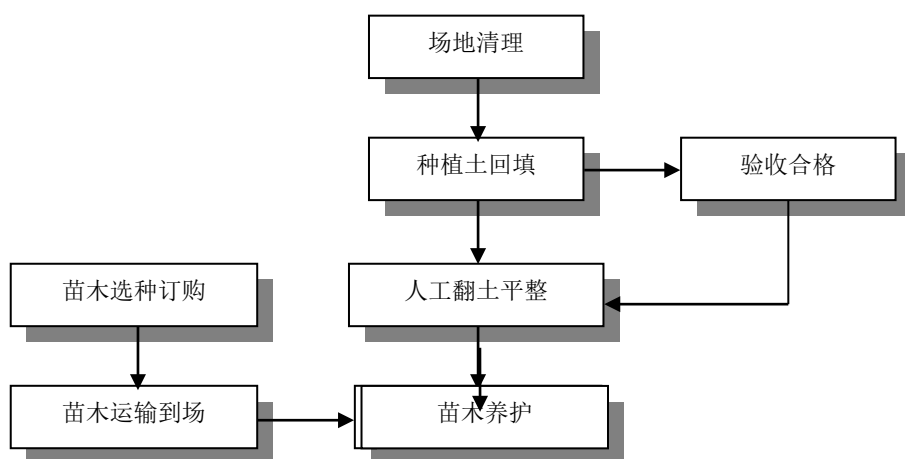 场地清理
种植土回填
验收合格
苗木选种订购
人工翻土平整
苗木运输到场
苗木养护